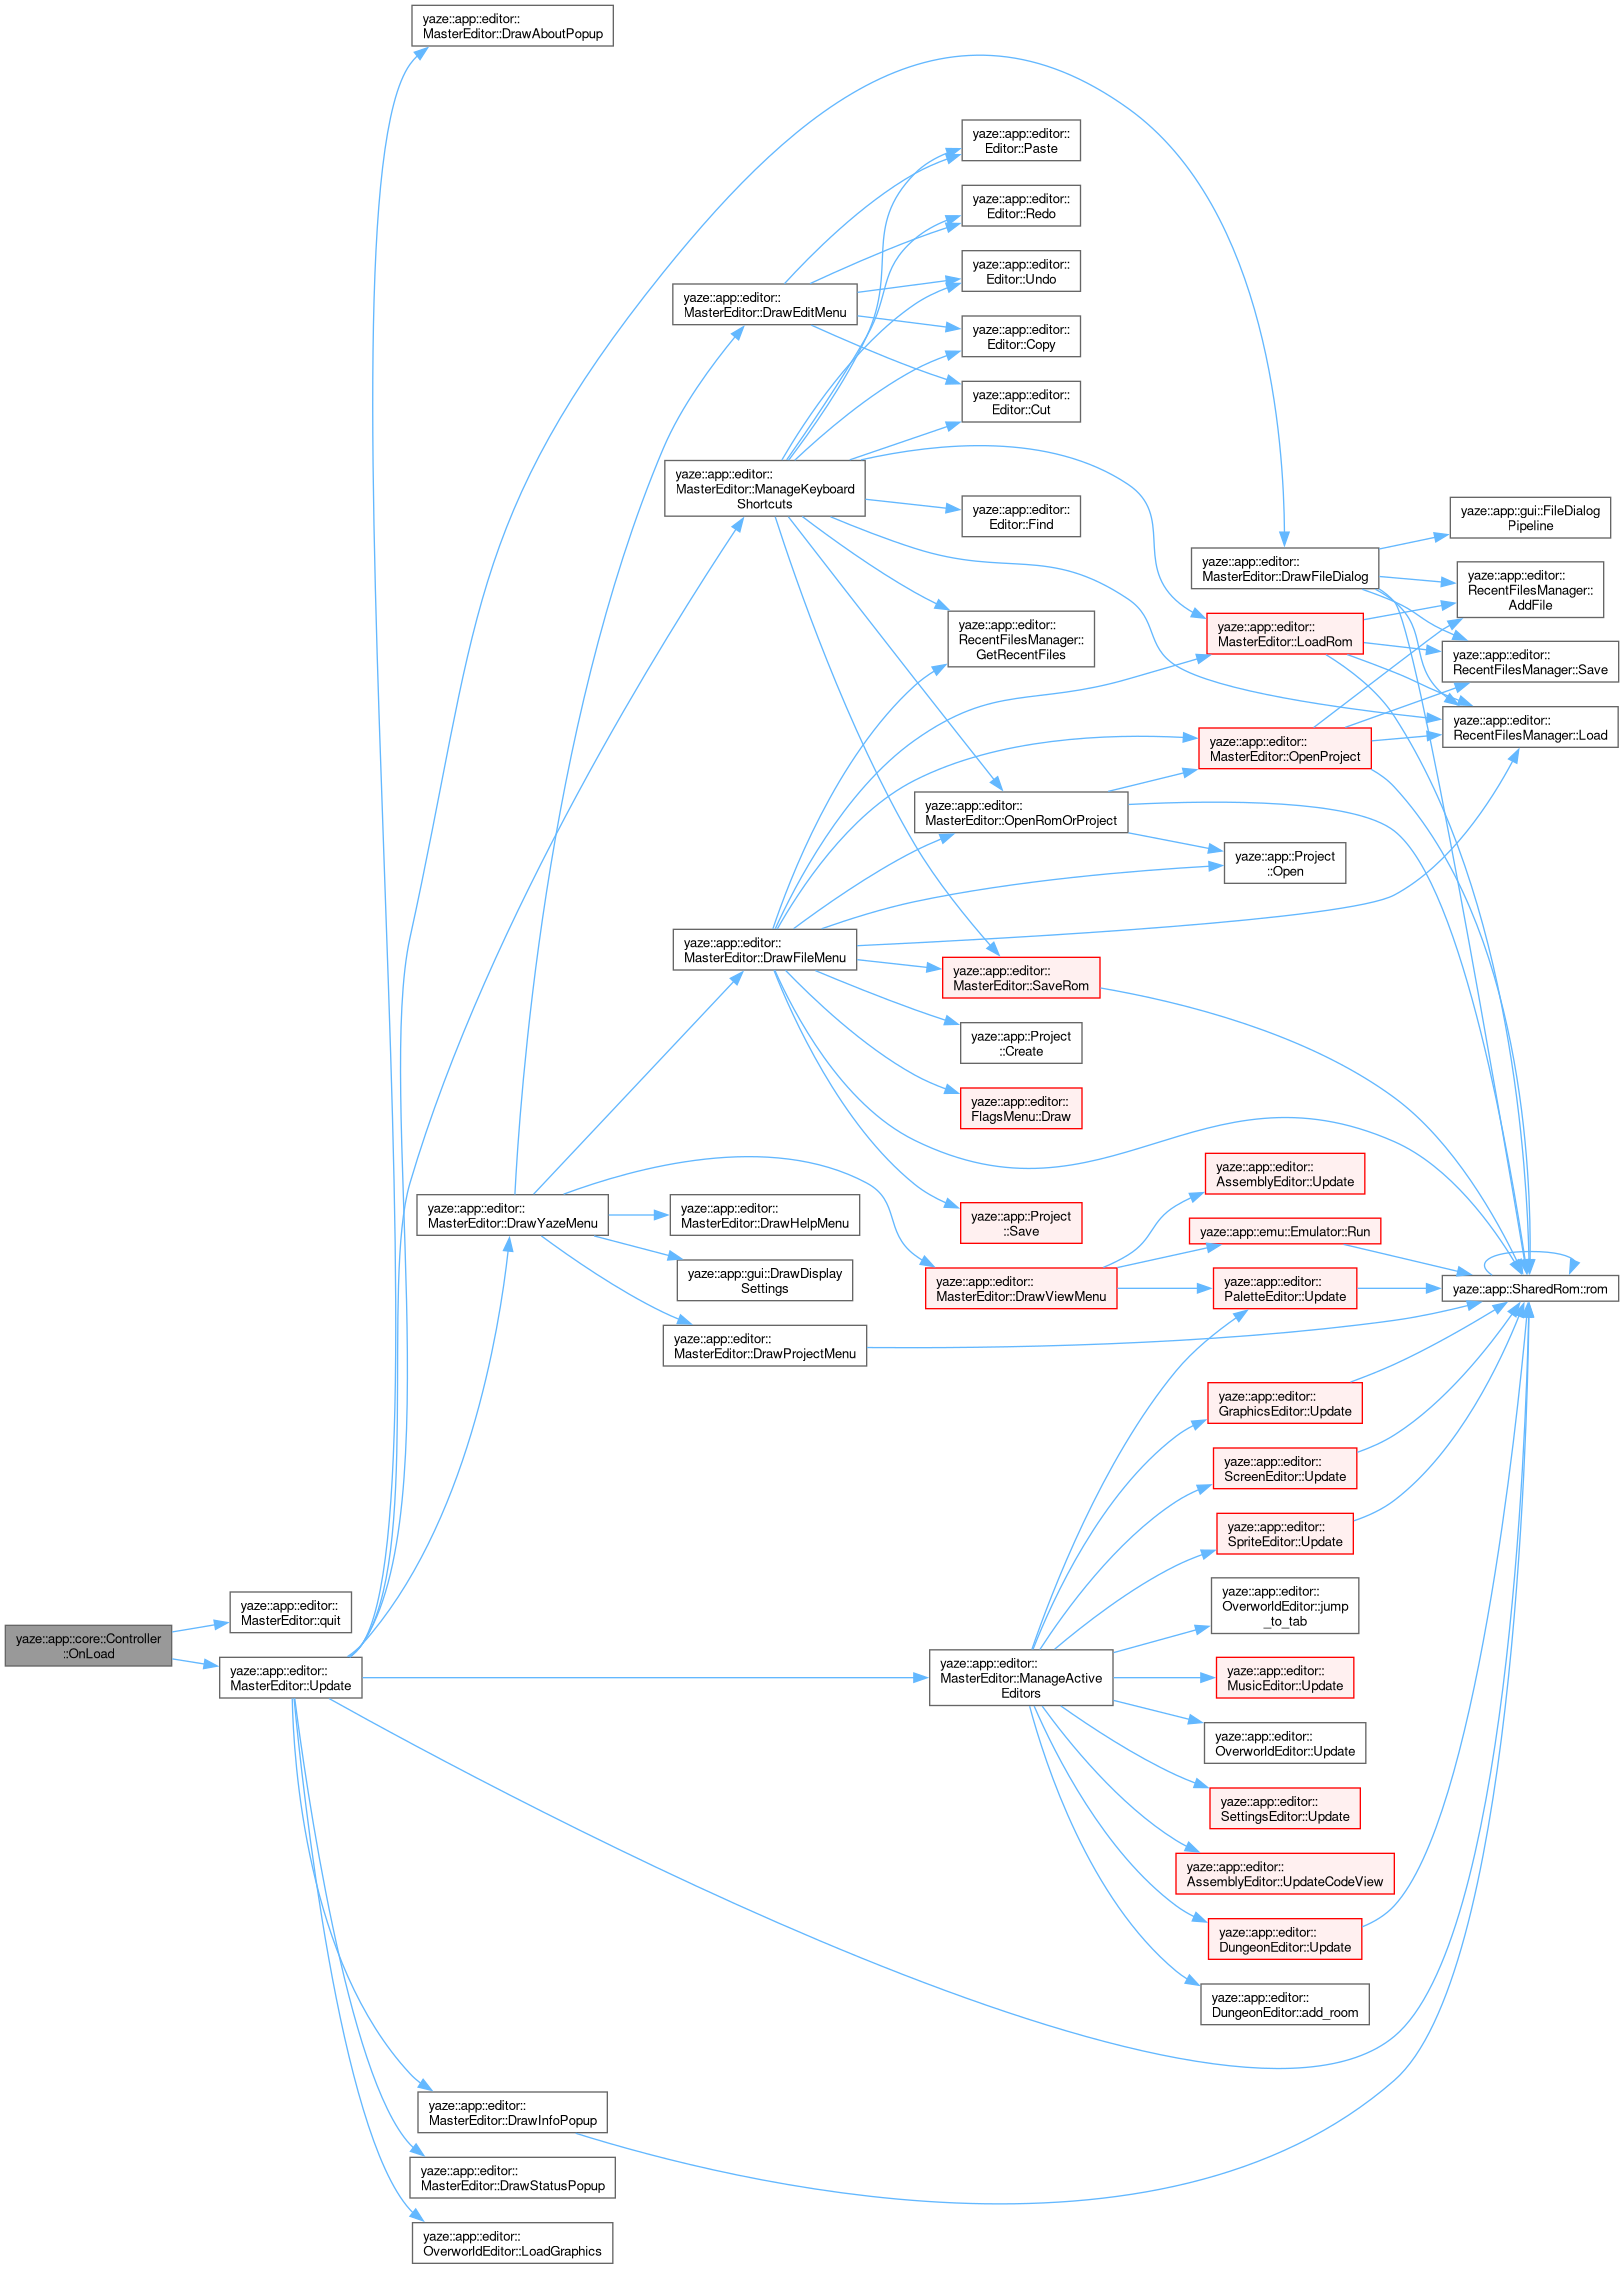 yaze::app::editor::
MasterEditor::DrawAboutPopup
yaze::app::editor::
Editor::Paste
yaze::app::editor::
Editor::Redo
yaze::app::editor::
Editor::Undo
yaze::app::editor::
MasterEditor::DrawEditMenu
yaze::app::editor::
Editor::Copy
yaze::app::editor::
Editor::Cut
yaze::app::editor::
MasterEditor::ManageKeyboard
Shortcuts
yaze::app::editor::
Editor::Find
yaze::app::gui::FileDialog
Pipeline
yaze::app::editor::
MasterEditor::DrawFileDialog
yaze::app::editor::
RecentFilesManager::
AddFile
yaze::app::editor::
RecentFilesManager::
GetRecentFiles
yaze::app::editor::
MasterEditor::LoadRom
yaze::app::editor::
RecentFilesManager::Save
yaze::app::editor::
RecentFilesManager::Load
yaze::app::editor::
MasterEditor::OpenProject
yaze::app::editor::
MasterEditor::OpenRomOrProject
yaze::app::Project
::Open
yaze::app::editor::
MasterEditor::DrawFileMenu
yaze::app::editor::
MasterEditor::SaveRom
yaze::app::Project
::Create
yaze::app::editor::
FlagsMenu::Draw
yaze::app::editor::
AssemblyEditor::Update
yaze::app::editor::
MasterEditor::DrawYazeMenu
yaze::app::editor::
MasterEditor::DrawHelpMenu
yaze::app::Project
::Save
yaze::app::emu::Emulator::Run
yaze::app::gui::DrawDisplay
Settings
yaze::app::editor::
MasterEditor::DrawViewMenu
yaze::app::editor::
PaletteEditor::Update
yaze::app::SharedRom::rom
yaze::app::editor::
MasterEditor::DrawProjectMenu
yaze::app::editor::
GraphicsEditor::Update
yaze::app::editor::
ScreenEditor::Update
yaze::app::editor::
SpriteEditor::Update
yaze::app::editor::
OverworldEditor::jump
_to_tab
yaze::app::editor::
MasterEditor::quit
yaze::app::core::Controller
::OnLoad
yaze::app::editor::
MasterEditor::Update
yaze::app::editor::
MasterEditor::ManageActive
Editors
yaze::app::editor::
MusicEditor::Update
yaze::app::editor::
OverworldEditor::Update
yaze::app::editor::
SettingsEditor::Update
yaze::app::editor::
AssemblyEditor::UpdateCodeView
yaze::app::editor::
DungeonEditor::Update
yaze::app::editor::
DungeonEditor::add_room
yaze::app::editor::
MasterEditor::DrawInfoPopup
yaze::app::editor::
MasterEditor::DrawStatusPopup
yaze::app::editor::
OverworldEditor::LoadGraphics